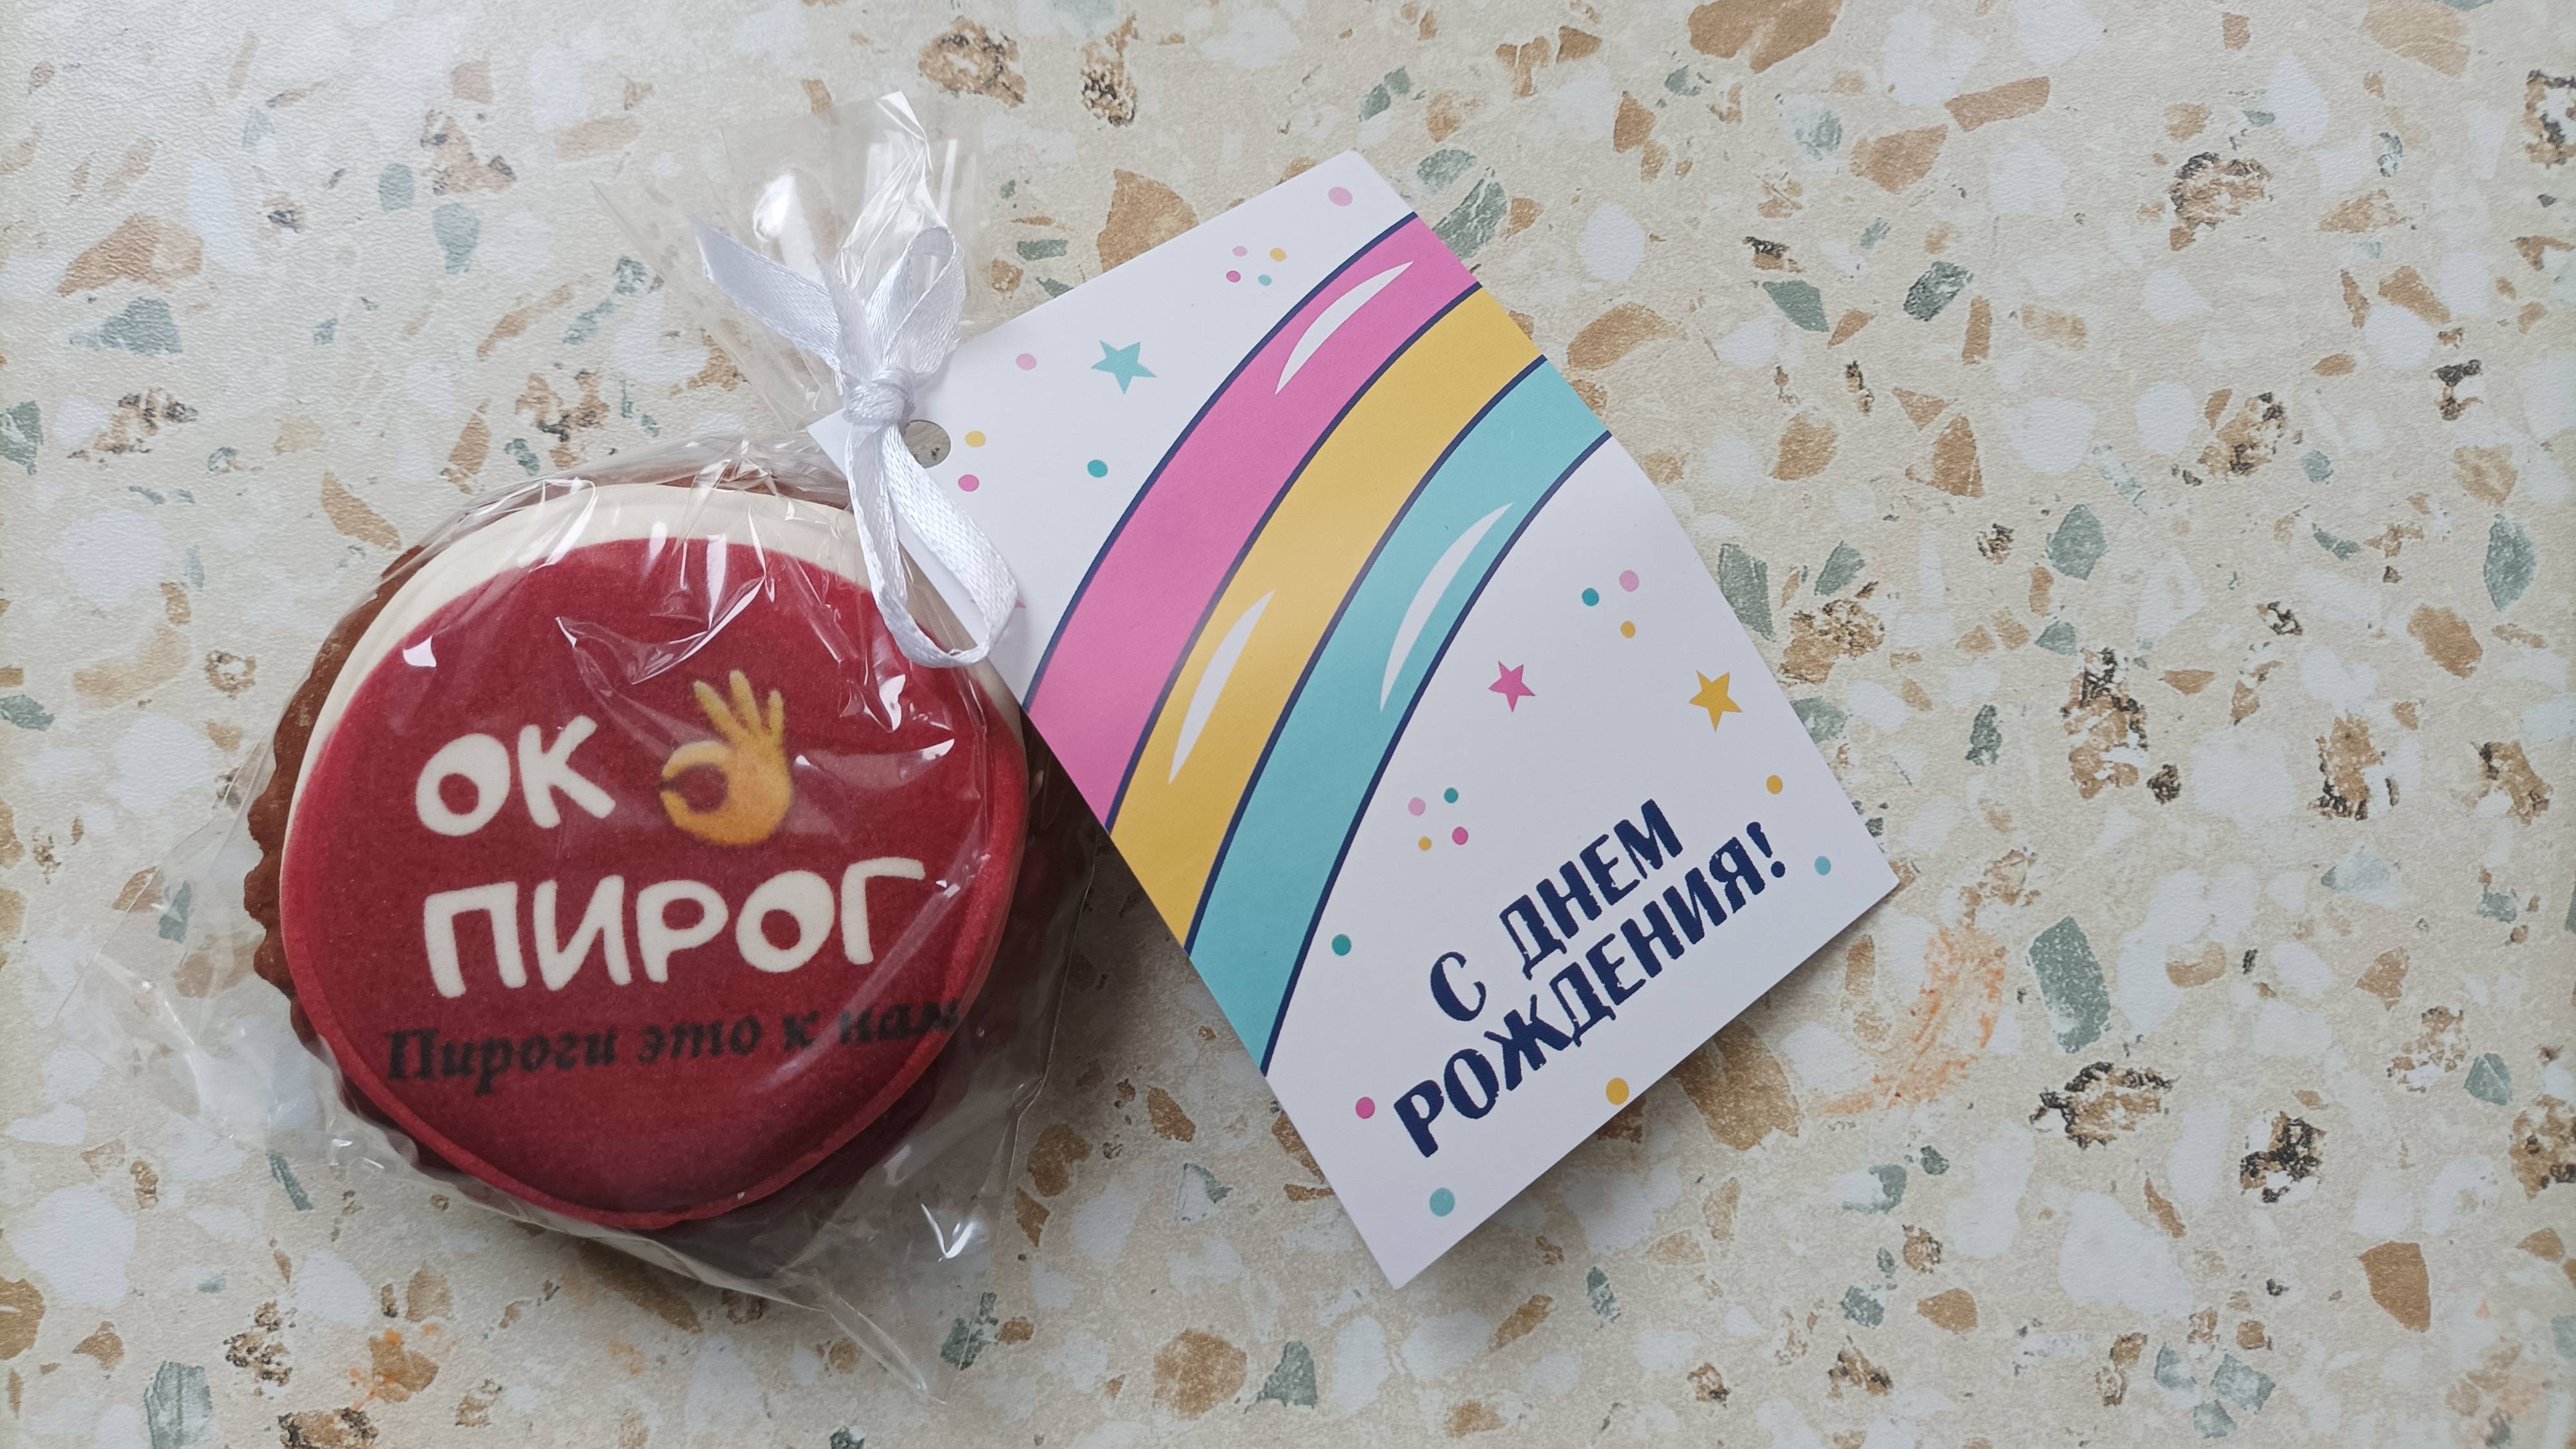 ОК
ПИРОГ
Пироги это к нам
С ДНЕМ
РОЖДЕНИЯ!